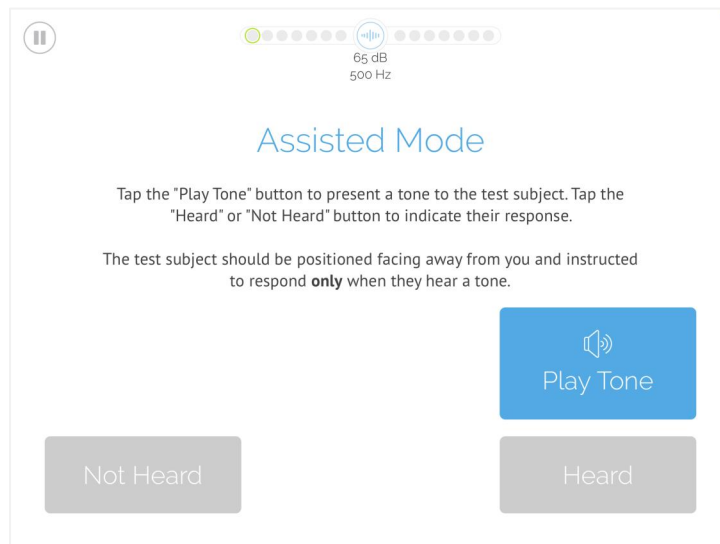 65 dB
500 Hz
Assisted Mode
Tap the "Play Tone" button to present a tone to the test subject. Tap the
"Heard" or "Not Heard" button to indicate their response.
The test subject should be positioned facing away from you and instructed
to respond only when they hear a tone.
Play Tone
Not Heard
Heard